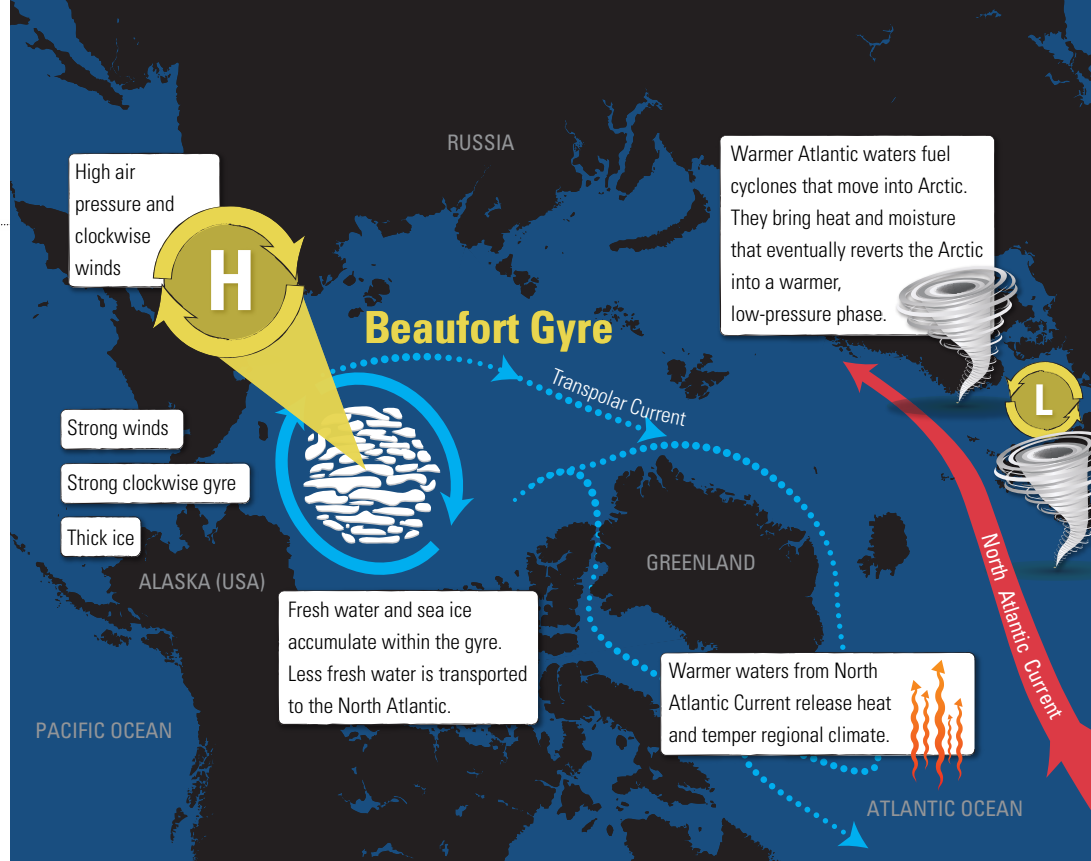 RUSSIA
High air
pressure and
clockwise
winds
H
Warmer Atlantic waters fuel
cyclones that move into Arctic.
They bring heat and moisture
that eventually reverts the Arctic
into a warmer,
low-pressure phase.
Beaufort Gyre
Transpolar Current
L
Strong winds
Strong clockwise gyre
Thick ice
ALASKA (USA)
GREENLAND
North Atlantic Current
Fresh water and sea ice
accumulate within the gyre.
Less fresh water is transported
to the North Atlantic.
Warmer waters from North
Atlantic Current release heat
and temper regional climate.
PACIFIC OCEAN
ATLANTIC OCEAN